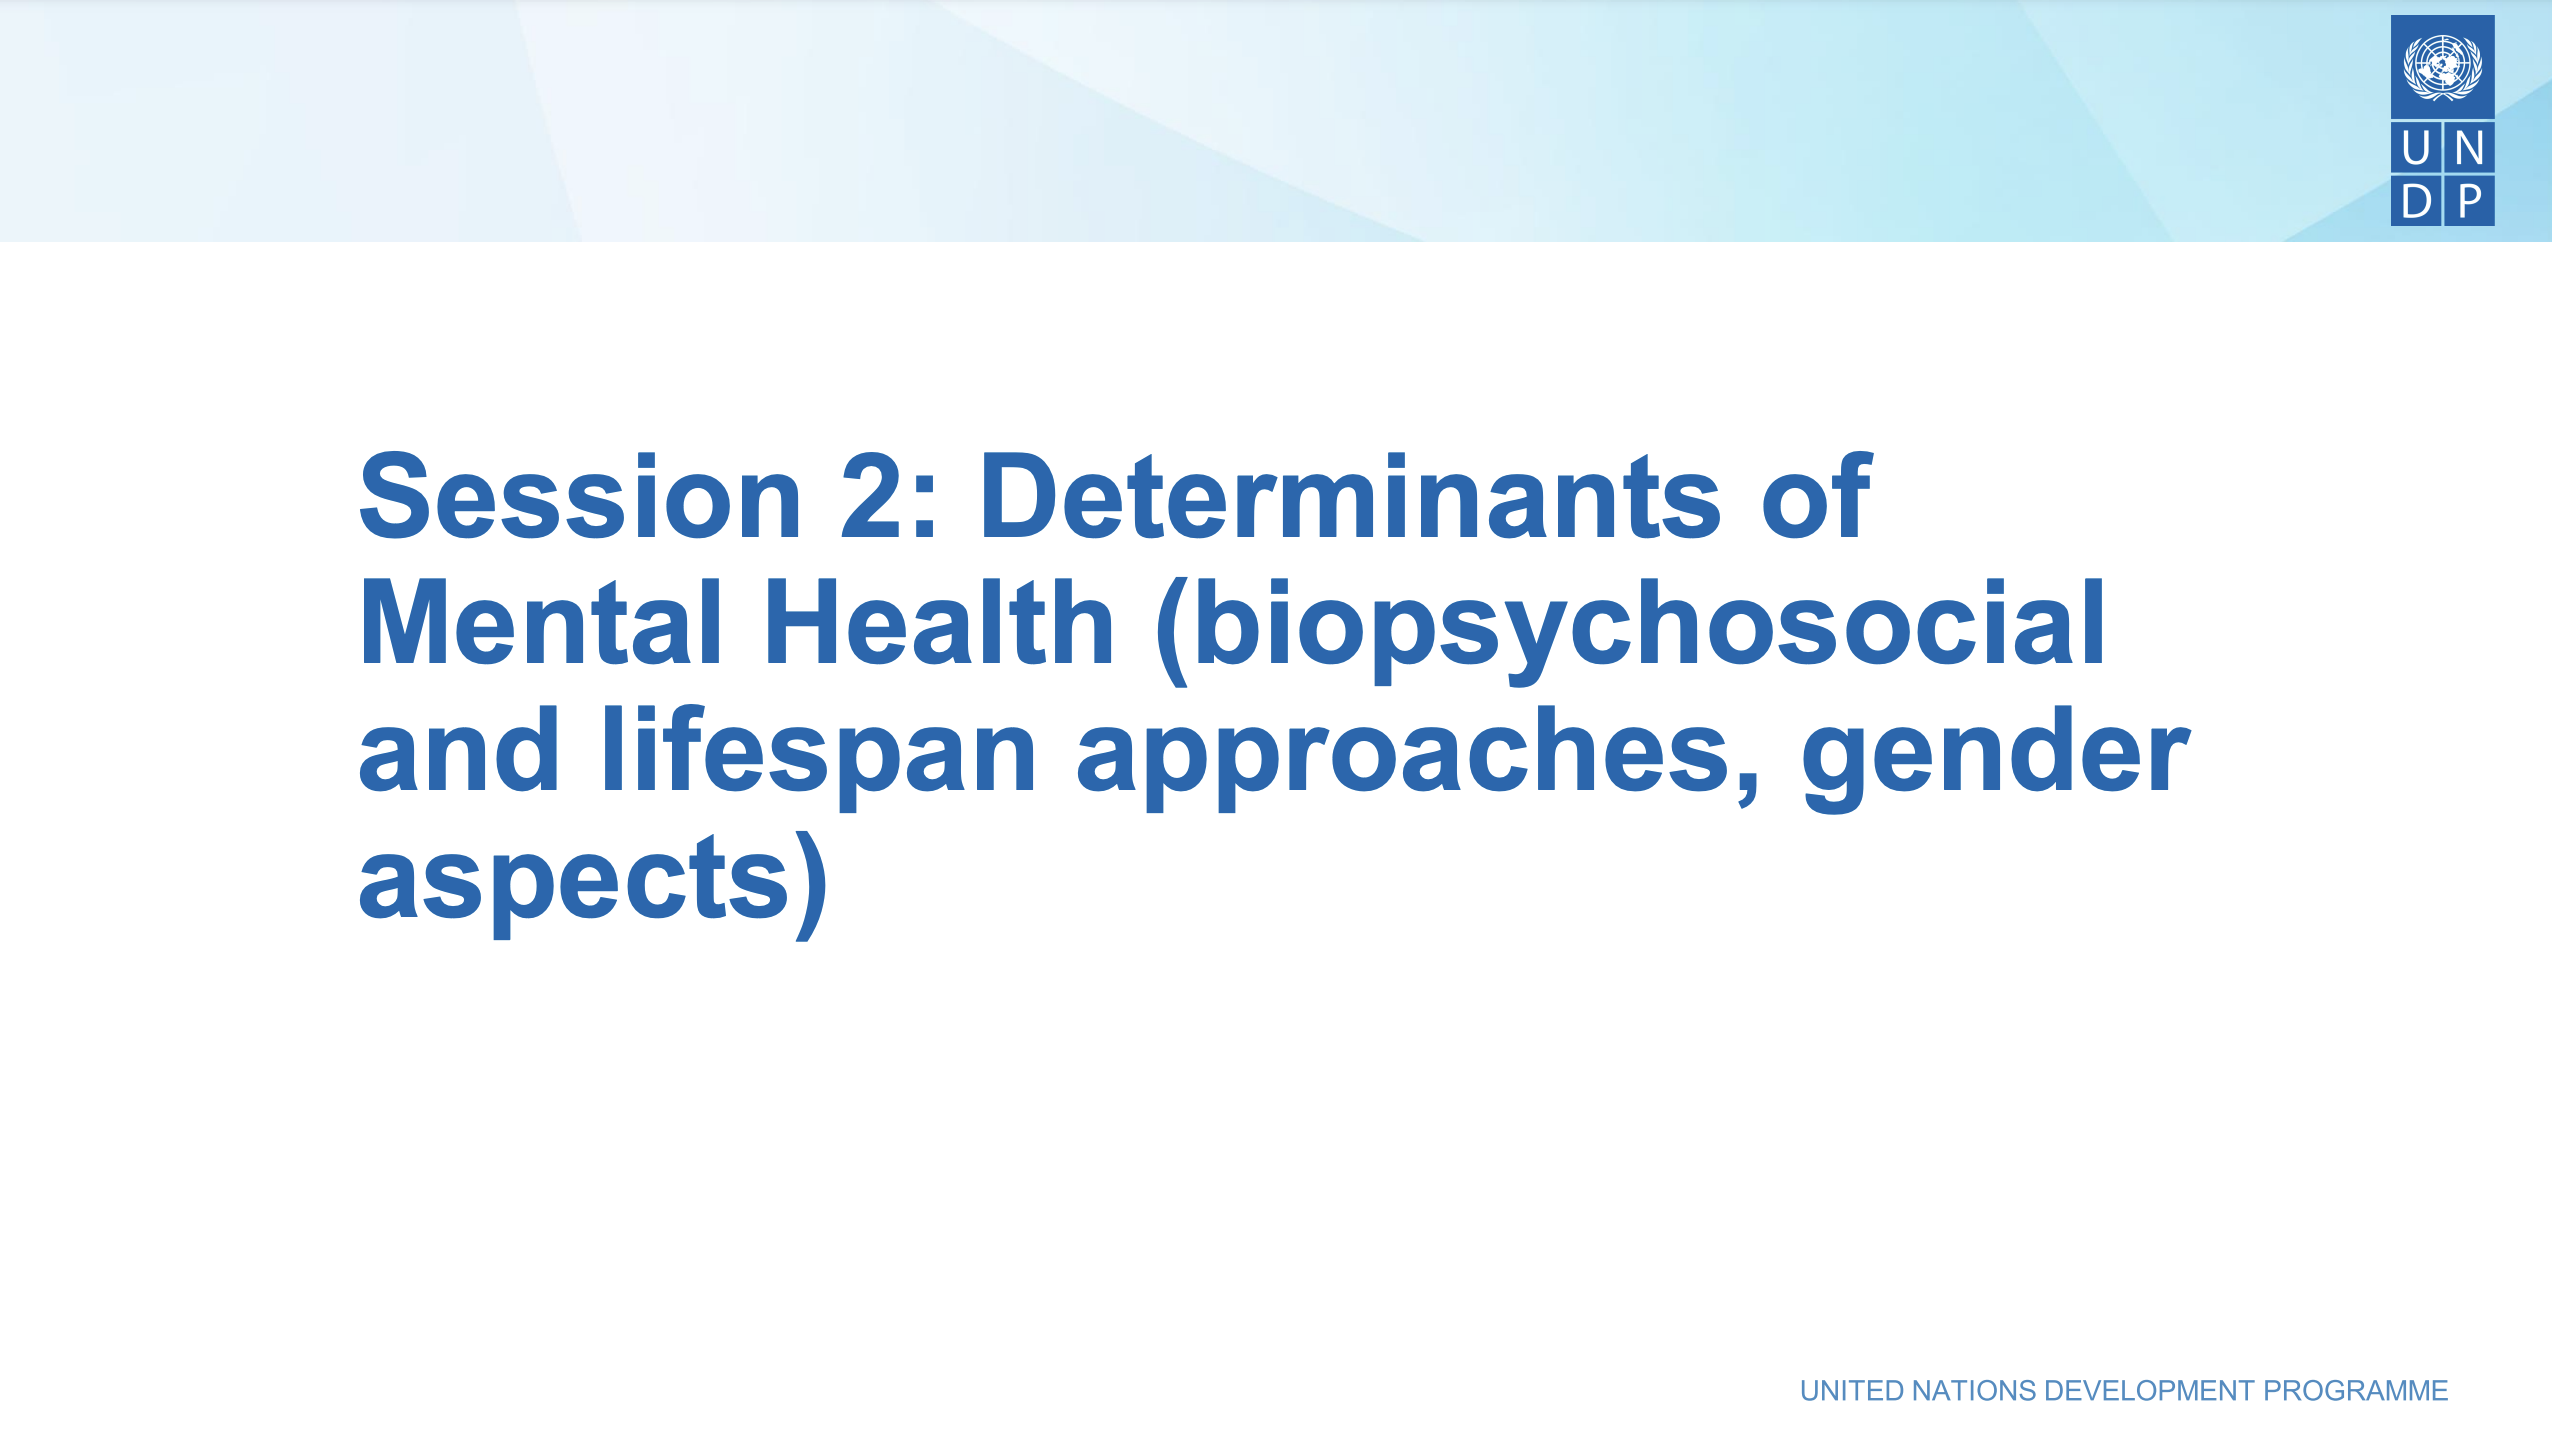 U N
D P
Session 2: Determinants of
Mental Health (biopsychosocial
and lifespan approaches, gender
aspects)
UNITED NATIONS DEVELOPMENT PROGRAMME